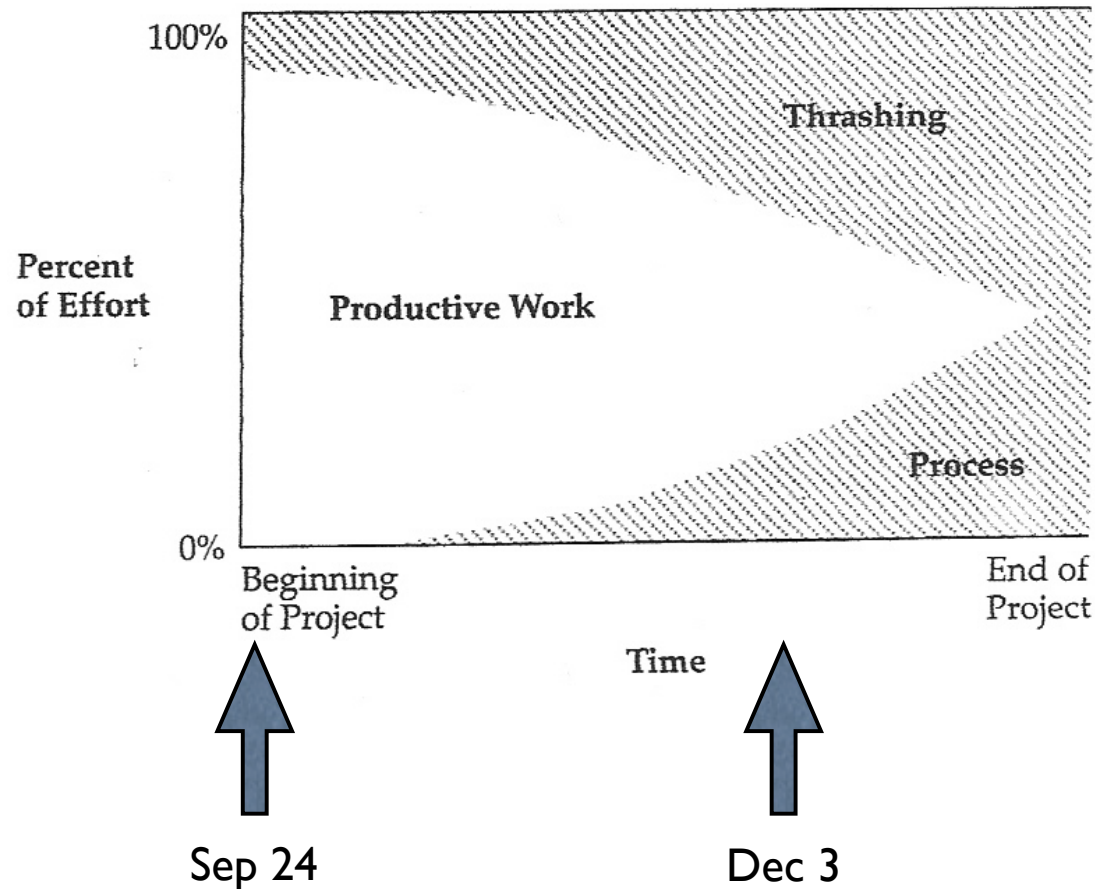 100%
Thrashing
Percent
of Effort
Productive Work
Process
0%
Beginning
of Project
End of
Project
Time
Sep 24
Dec 3